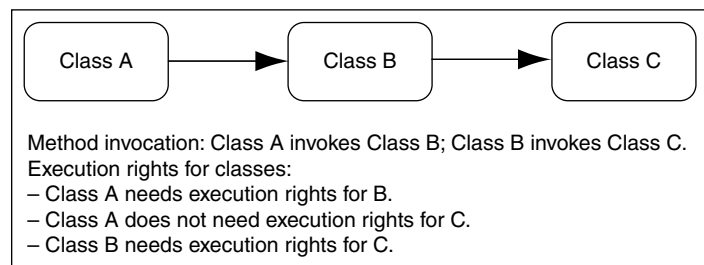 Class A
Class B
Class C
Method invocation: Class A invokes Class B; Class B invokes Class C.
Execution rights for classes:
– Class A needs execution rights for B.
– Class A does not need execution rights for C.
– Class B needs execution rights for C.